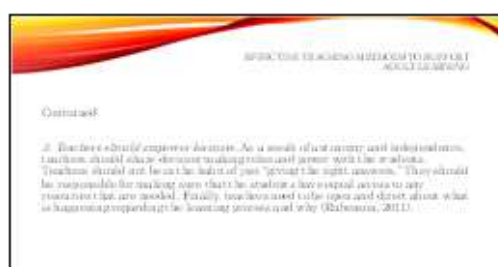 EFFECTIVE TEACHING METHODS TO SUPPORT
ADULT LEARNING
Continued
2. Teachers should empower learners. As a result of autonomy and independence,
teachers should share decision making roles and power with the students.
Teachers should not be in the habit of just "giving the right answers." They should
be responsible for making sure that the students have equal access to any
resources that are needed. Finally, teachers need to be open and direct about what
is happening regarding the learning process and why (Rubenson, 2011).